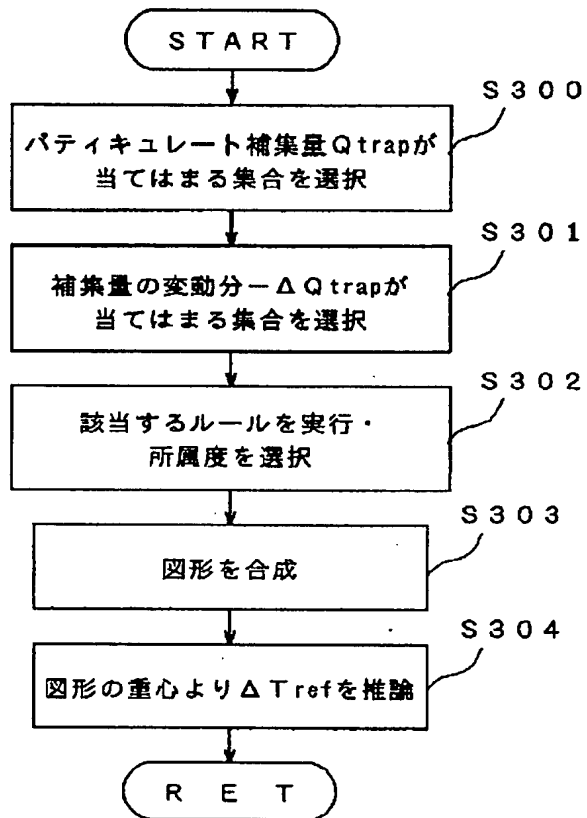 START
S300
パティキュレート補集量Qtrapが
当てはまる集合を選択
S301
補集量の変動分−ΔQtrapが
当てはまる集合を選択
S302
該当するルールを実行・
所属度を選択
S303
図形を合成
S304
図形の重心よりΔTrefを推論
RET